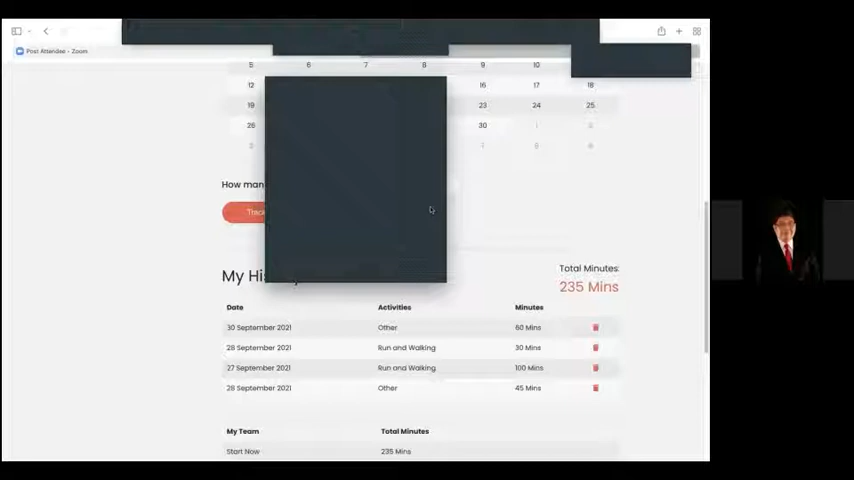 Post Attendee - Zoom
5 6 7 8 9 10
12 16 17 18
19 23 24 25
26 30 1
7
How man
Track
My Hi
Total Minutes:
235 Mins
Date Activities Minutes
30 September 2021 Other 60 Mins
28 September 2021 Run and Walking 30 Mins
27 September 2021 Run and Walking 100 Mins
28 September 2021 Other 45 Mins
My Team Total Minutes
Start Now 235 Mins